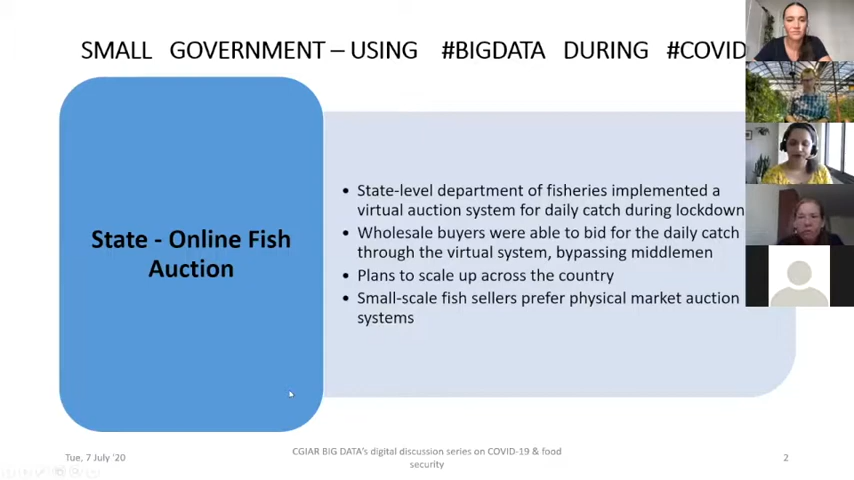 SMALL GOVERNMENT – USING #BIGDATA DURING #COVID
State - Online Fish
Auction
• State-level department of fisheries implemented a
virtual auction system for daily catch during lockdown
• Wholesale buyers were able to bid for the daily catch
through the virtual system, bypassing middlemen
• Plans to scale up across the country
• Small-scale fish sellers prefer physical market auction
systems
Tue, 7 July '20
CGIAR BIG DATA's digital discussion series on COVID-19 & food
security
2